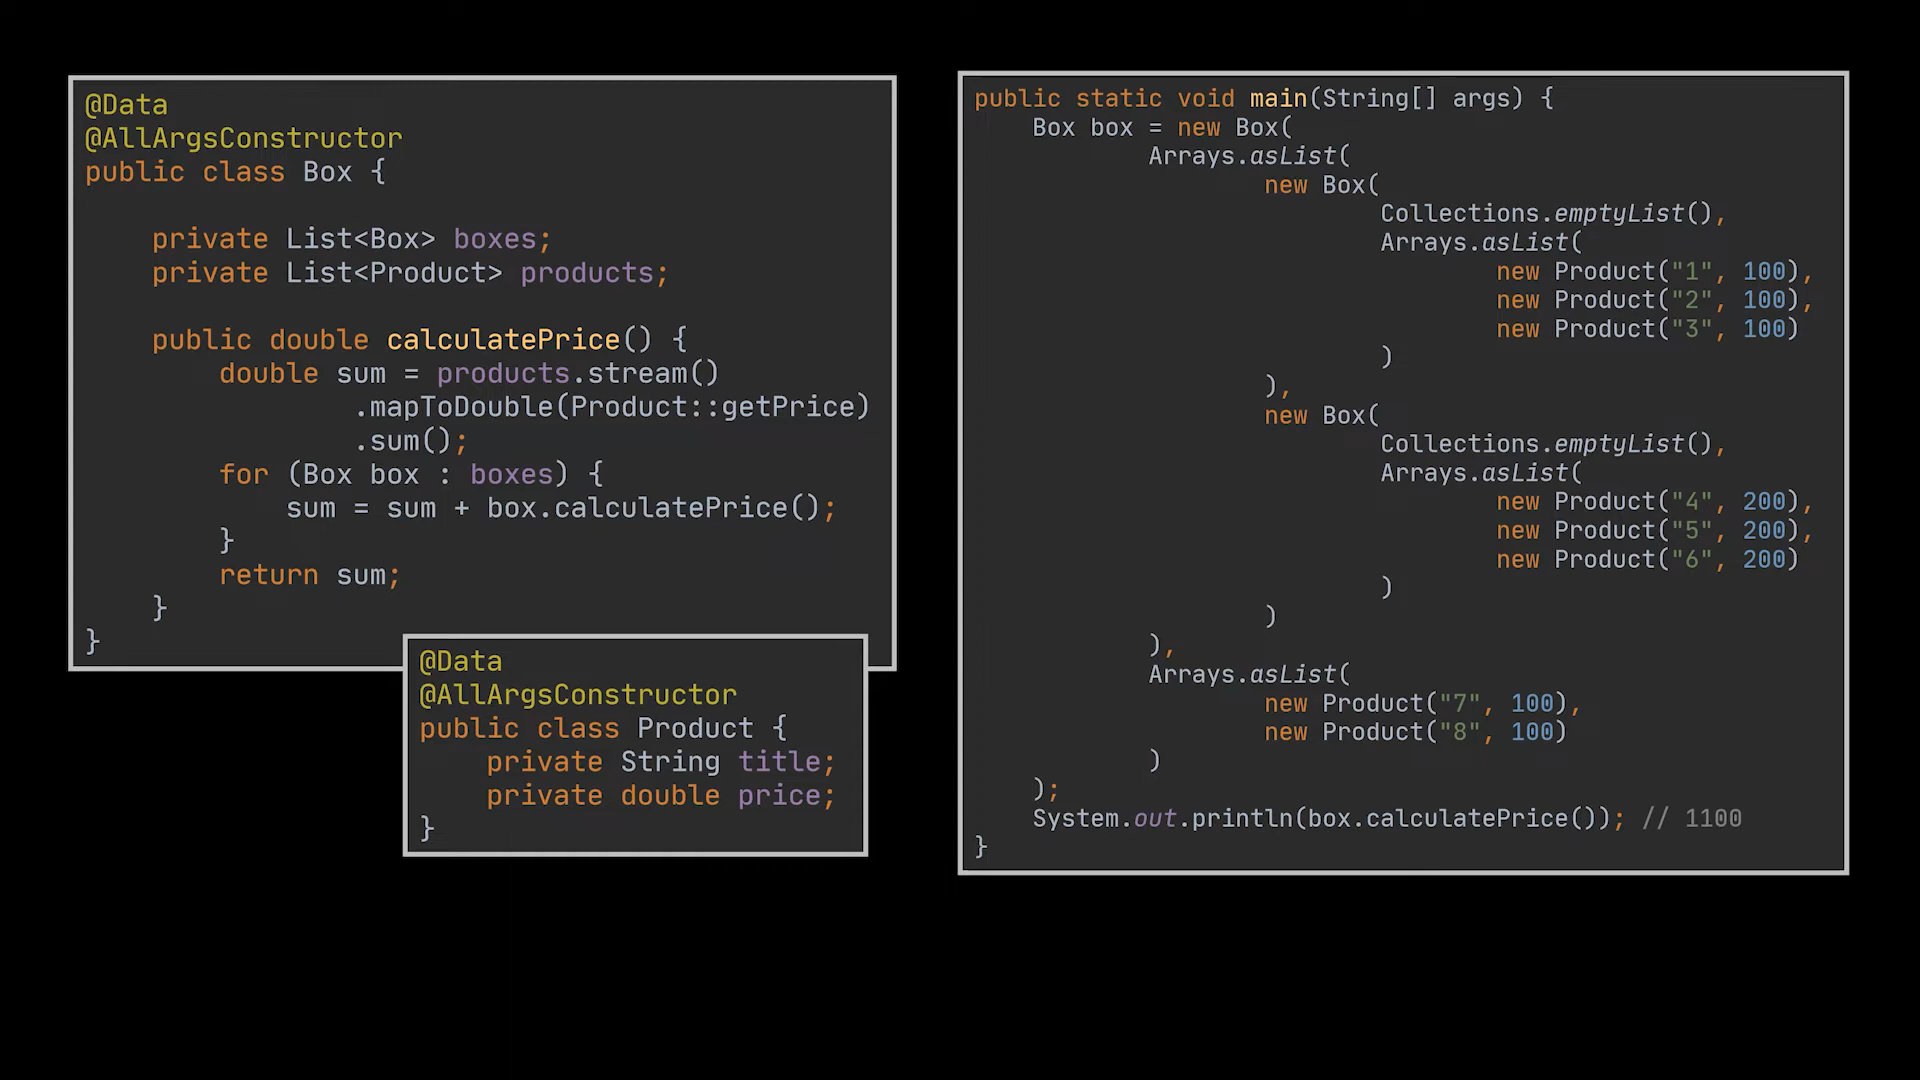 @Data
@AllArgsConstructor
public class Box {
    private List<Box> boxes;
    private List<Product> products;
    public double calculatePrice() {
        double sum = products.stream()
                .mapToDouble(Product::getPrice)
                .sum();
        for (Box box : boxes) {
            sum = sum + box.calculatePrice();
        }
        return sum;
    }
}
@Data
@AllArgsConstructor
public class Product {
    private String title;
    private double price;
}
public static void main(String[] args) {
    Box box = new Box(
            Arrays.asList(
                    new Box(
                            Collections.emptyList(),
                            Arrays.asList(
                                    new Product("1", 100),
                                    new Product("2", 100),
                                    new Product("3", 100)
                            )
                    ),
                    new Box(
                            Collections.emptyList(),
                            Arrays.asList(
                                    new Product("4", 200),
                                    new Product("5", 200),
                                    new Product("6", 200)
                            )
                    )
            ),
            Arrays.asList(
                    new Product("7", 100),
                    new Product("8", 100)
            )
    );
    System.out.println(box.calculatePrice()); // 1100
}